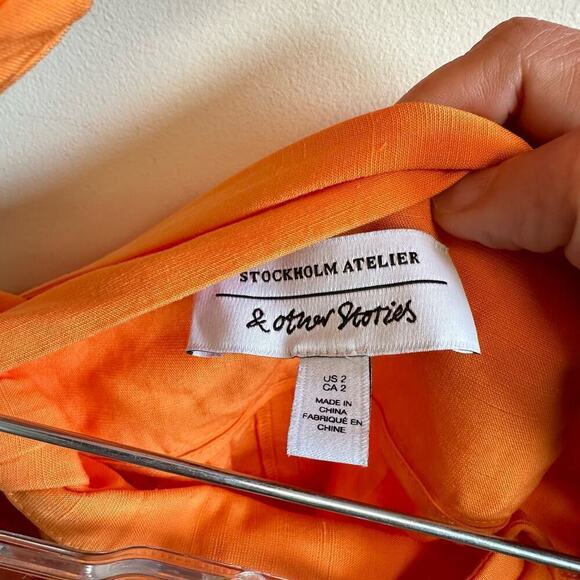 STOCKHOLM ATELIER
& other Stories
US 2
CA 2
MADE IN
CHINA
FABRIQUÉ EN
CHINE